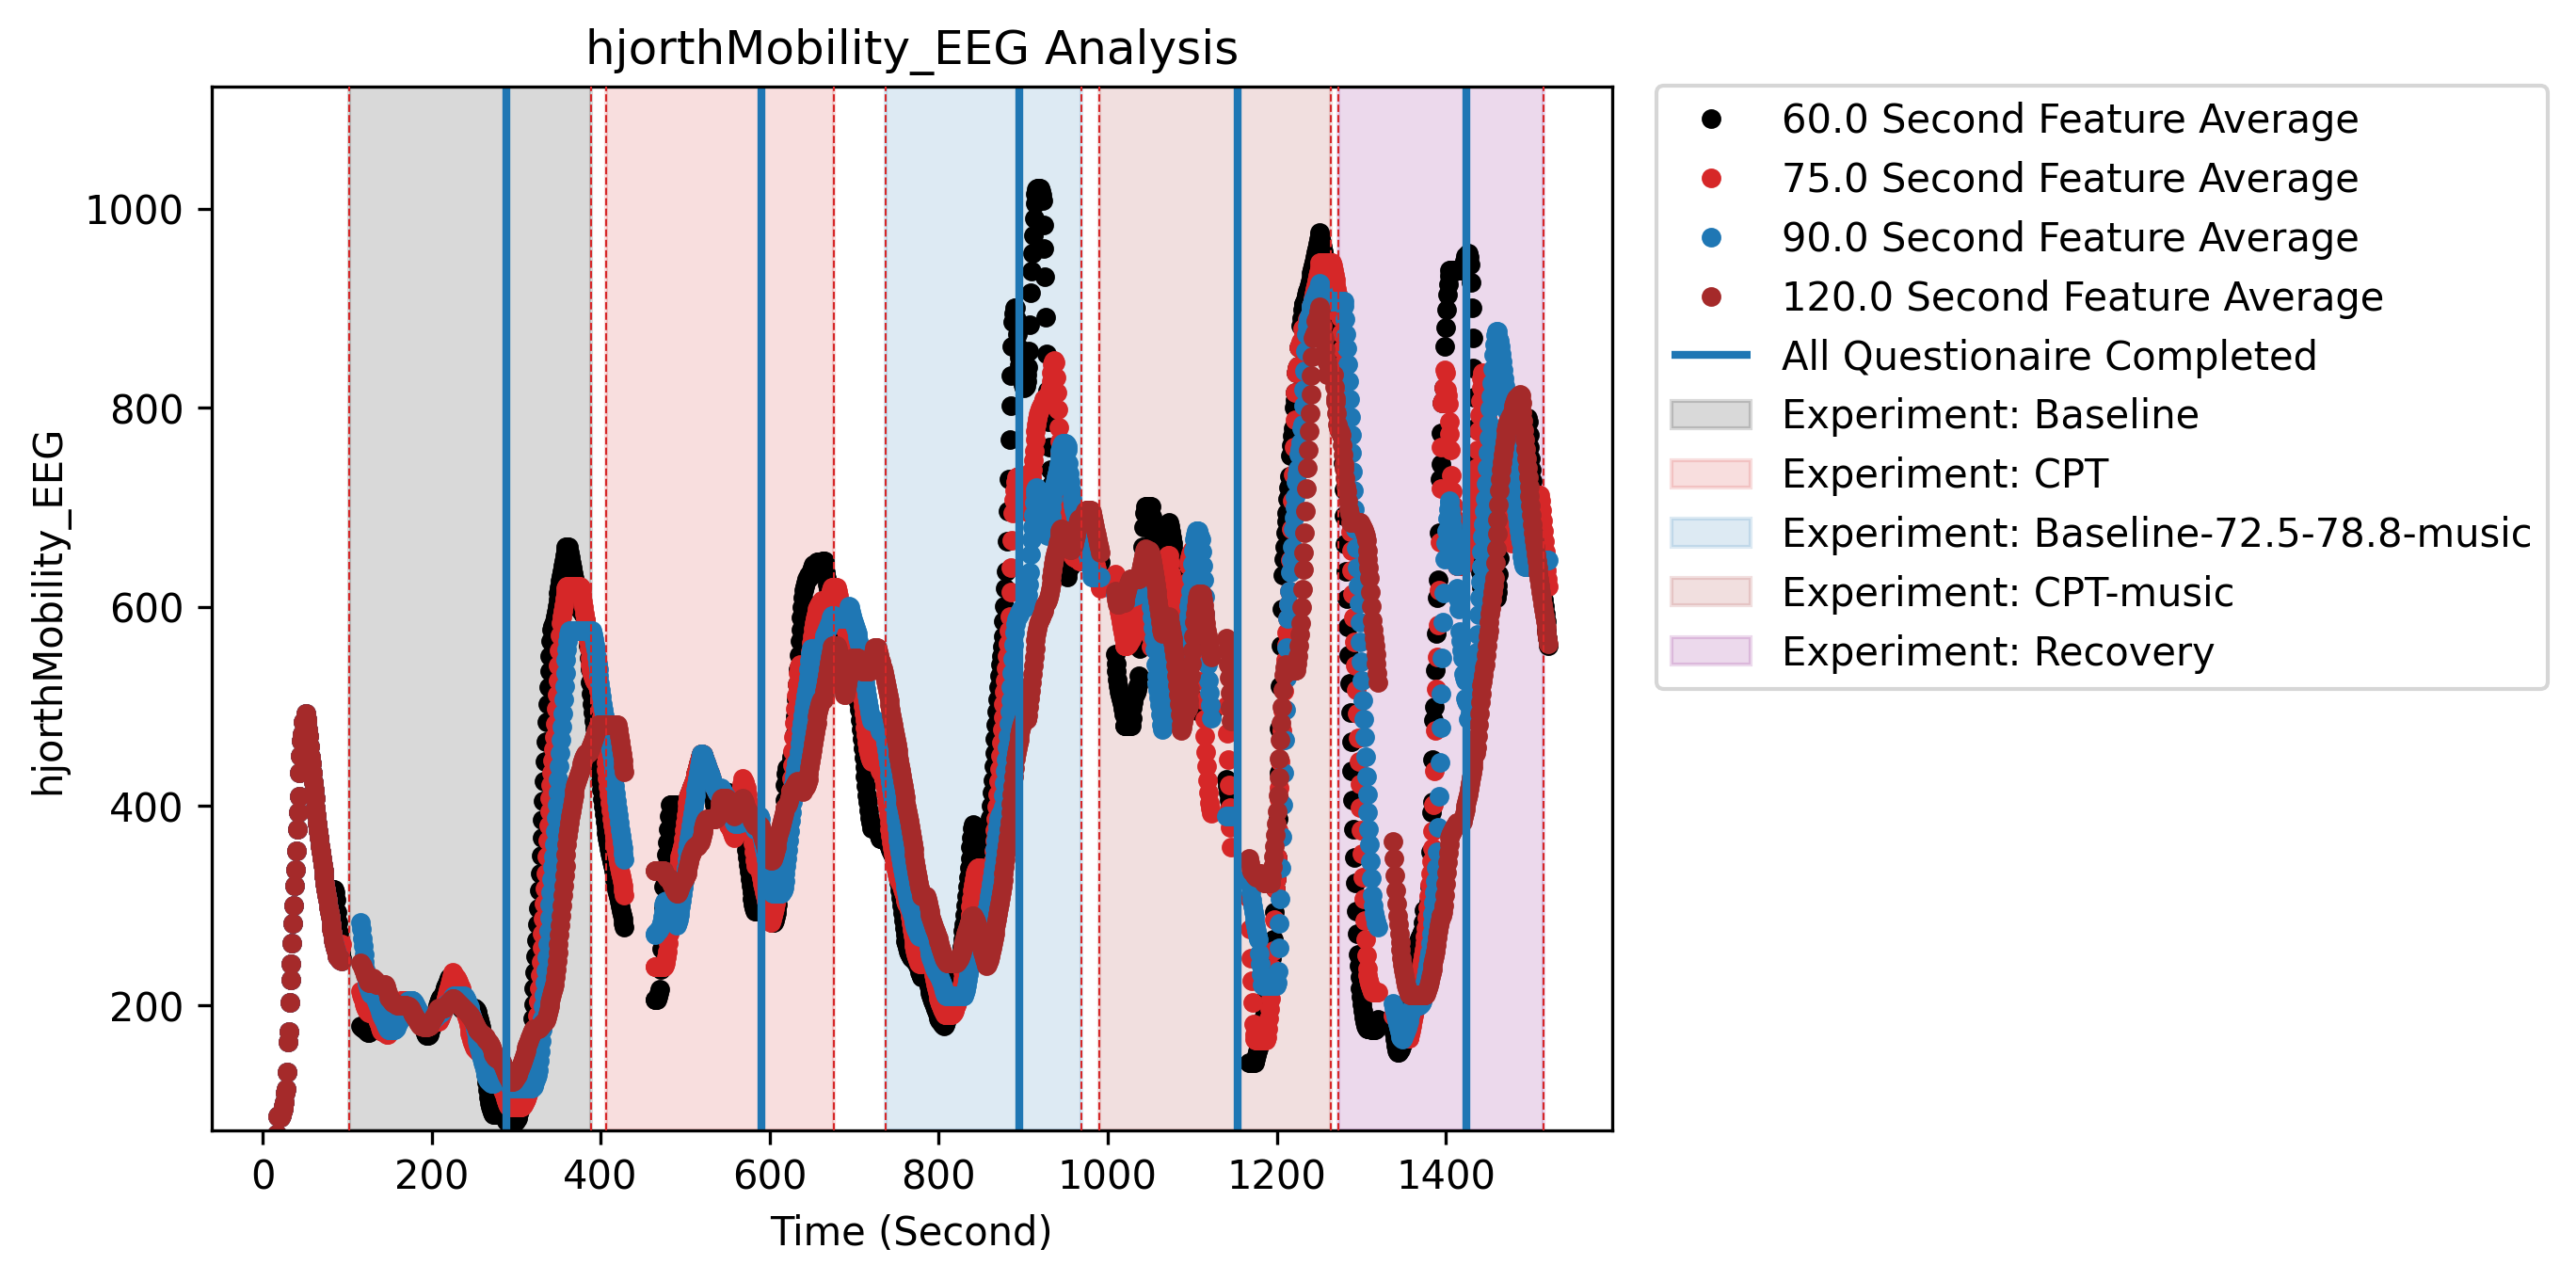 hjorthMobility_EEG Analysis
hjorthMobility_EEG
1000
800
600
400
200
0 200 400 600 800 1000 1200 1400
Time (Second)
60.0 Second Feature Average
75.0 Second Feature Average
90.0 Second Feature Average
120.0 Second Feature Average
All Questionaire Completed
Experiment: Baseline
Experiment: CPT
Experiment: Baseline-72.5-78.8-music
Experiment: CPT-music
Experiment: Recovery